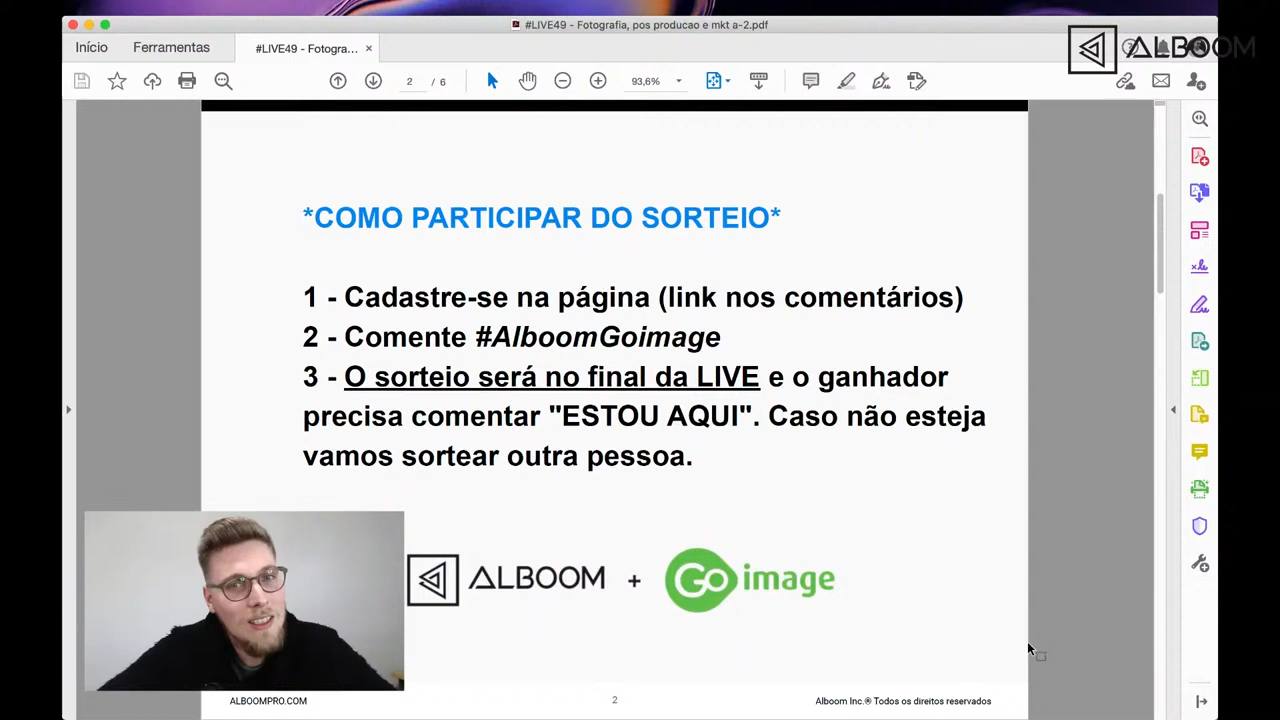 #LIVE49 - Fotografia, pos producao e mkt a-2.pdf
Início
Ferramentas
#LIVE49 - Fotogra...
ALBOOM
2 / 6
93,6%
*COMO PARTICIPAR DO SORTEIO*
1 - Cadastre-se na página (link nos comentários)
2 - Comente #AlboomGoimage
3 - O sorteio será no final da LIVE e o ganhador
precisa comentar "ESTOU AQUI". Caso não esteja
vamos sortear outra pessoa.
ALBOOM + Go image
ALBOOMPRO.COM
2
Alboom Inc.® Todos os direitos reservados